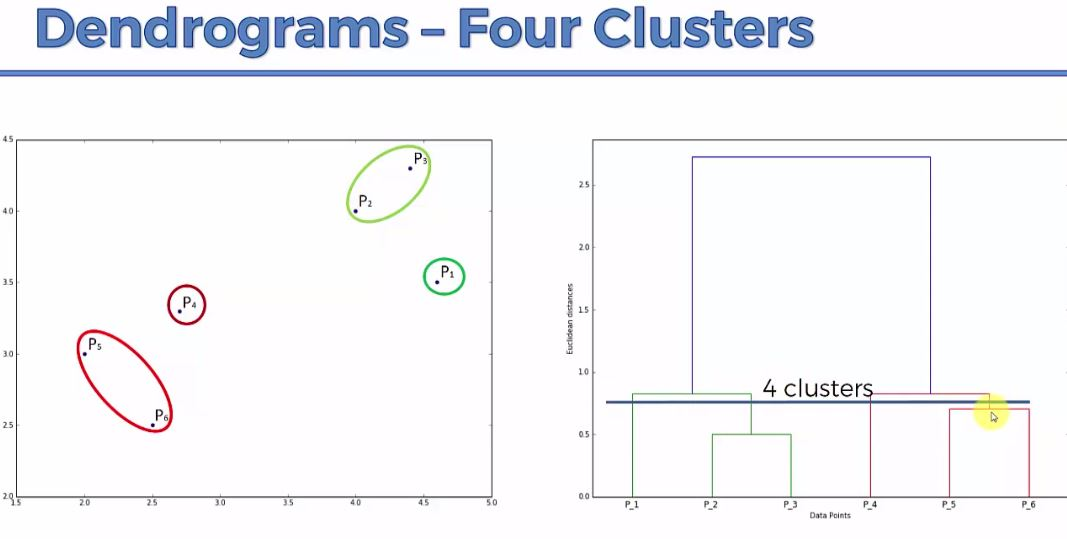 Dendrograms – Four Clusters
4.5
4.0
3.5
3.0
2.5
2.0
1.5
2.0
2.5
3.0
3.5
4.0
4.5
5.0
P₃
P₂
P₁
P₄
P₅
P₆
2.5
2.0
1.5
1.0
0.5
0.0
Euclidean distances
4 clusters
P_1
P_2
P_3
P_4
P_5
P_6
Data Points